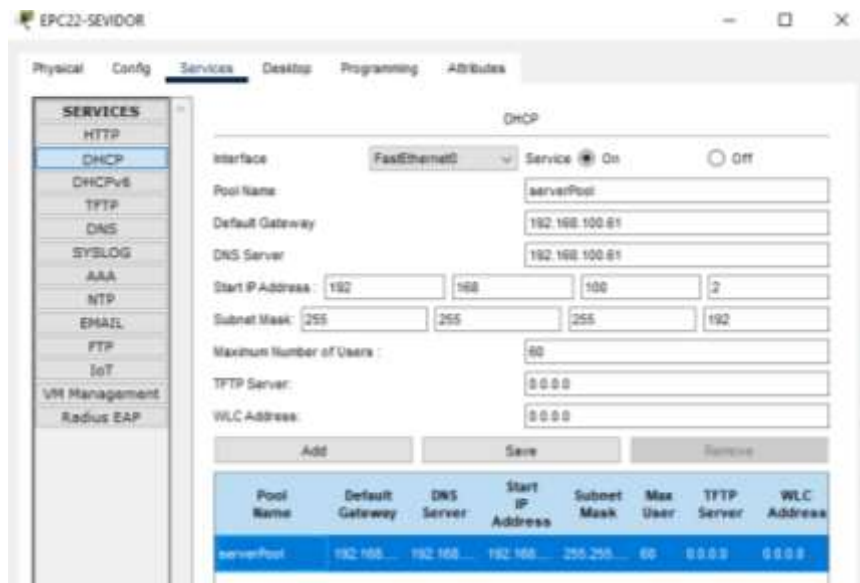 EPC22-SEVIDOR
Physical Config Services Desktop Programming Attributes
SERVICES
HTTP
DHCP
DHCPv6
TFTP
DNS
SYSLOG
AAA
NTP
EMAIL
FTP
IoT
VM Management
Radius EAP
DHCP
Interface FastEthernet0 Service On Off
Pool Name serverPool
Default Gateway 192.168.100.61
DNS Server 192.168.100.61
Start IP Address : 192 168 100 2
Subnet Mask: 255 255 255 192
Maximum Number of Users : 60
TFTP Server: 0.0.0.0
WLC Address: 0.0.0.0
Add Save Remove
Pool Name Default Gateway DNS Server Start IP Address Subnet Mask Max User TFTP Server WLC Address
serverPool 192.168.... 192.168.... 192.168.... 255.255.... 60 0.0.0.0 0.0.0.0